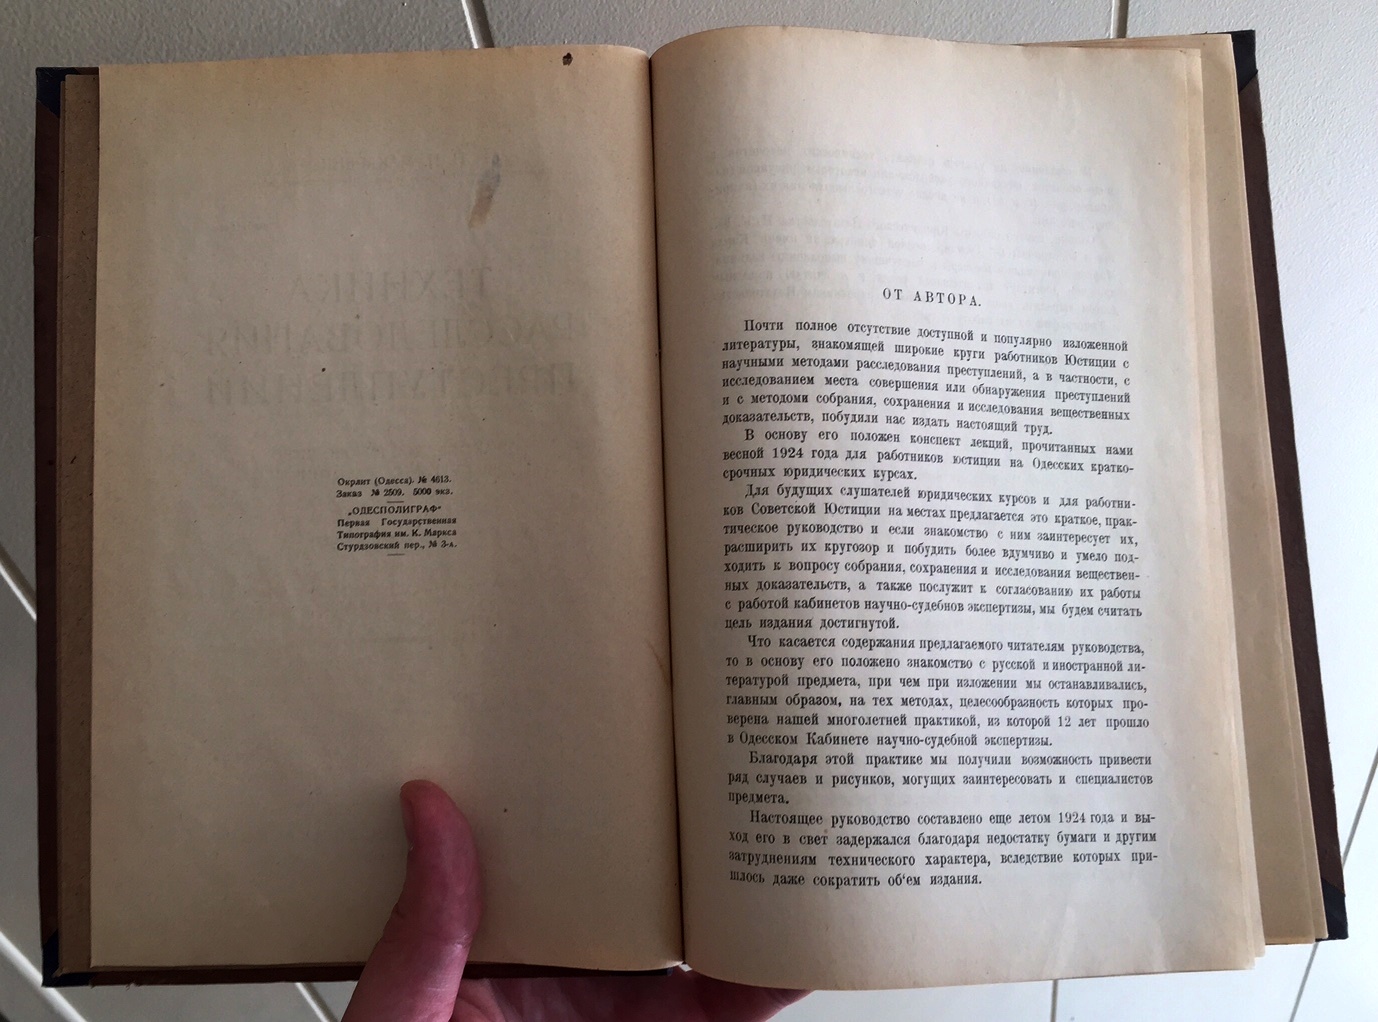 Окрлит (Одесса). № 4613.
Заказ № 2509. 5000 экз.
„ОДЕСПОЛИГРАФ“
Первая Государственная
Типография им. К. Маркса
Стурдзовский пер., № 3-а.
ОТ АВТОРА.
Почти полное отсутствие доступной и популярно изложенной
литературы, знакомящей широкие круги работников Юстиции с
научными методами расследования преступлений, а в частности, с
исследованием места совершения или обнаружения преступлений
и с методоми собрания, сохранения и исследования вещественных
доказательств, побудили нас издать настоящий труд.
В основу его положен конспект лекций, прочитанных нами
весной 1924 года для работников юстиции на Одесских кратко-
срочных юридических курсах.
Для будущих слушателей юридических курсов и для работни-
ков Советской Юстиции на местах предлагается это краткое, прак-
тическое руководство и если знакомство с ним заинтересует их,
расширить их кругозор и побудить более вдумчиво и умело под-
ходить к вопросу собрания, сохранения и исследования веществен-
ных доказательств, а также послужит к согласованию их работы
с работой кабинетов научно-судебнов экспертизы, мы будем считать
цель издания достигнутой.
Что касается содержания предлагаемого читателям руководства,
то в основу его положено знакомство с русской и иностранной ли-
тературой предмета, при чем при изложении мы останавливались,
главным образом, на тех методах, целесообразность которых про-
верена нашей многолетней практикой, из которой 12 лет прошло
в Одесском Кабинете научно-судебной экспертизы.
Благодаря этой практике мы получили возможность привести
ряд случаев и рисунков, могущих заинтересовать и специалистов
предмета.
Настоящее руководство составлено еще летом 1924 года и вы-
ход его в свет задержался благодаря недостатку бумаги и другим
затруднениям технического характера, вследствие которых при-
шлось даже сократить об‘ем издания.